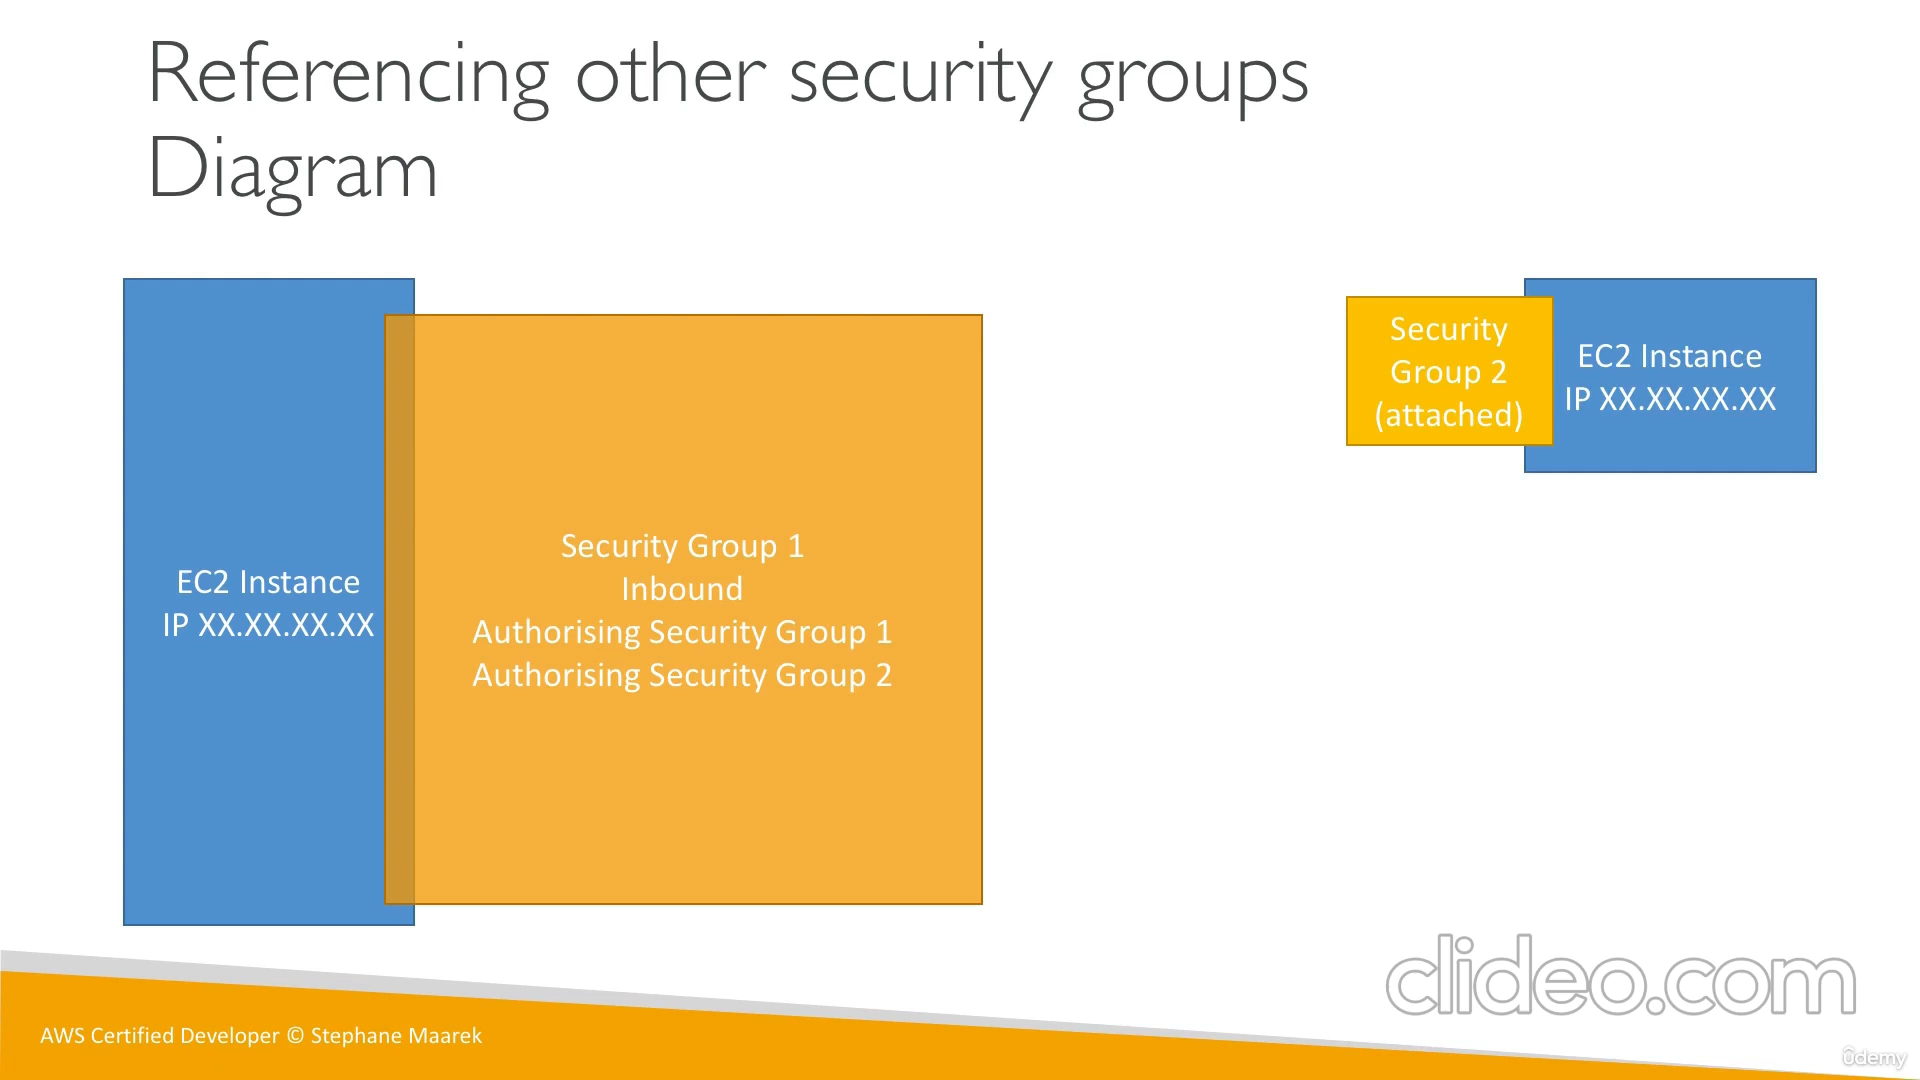 Referencing other security groups
Diagram
EC2 Instance
IP XX.XX.XX.XX
Security Group 1
Inbound
Authorising Security Group 1
Authorising Security Group 2
Security
Group 2
(attached)
EC2 Instance
IP XX.XX.XX.XX
clideo.com
AWS Certified Developer © Stephane Maarek
ûdemy